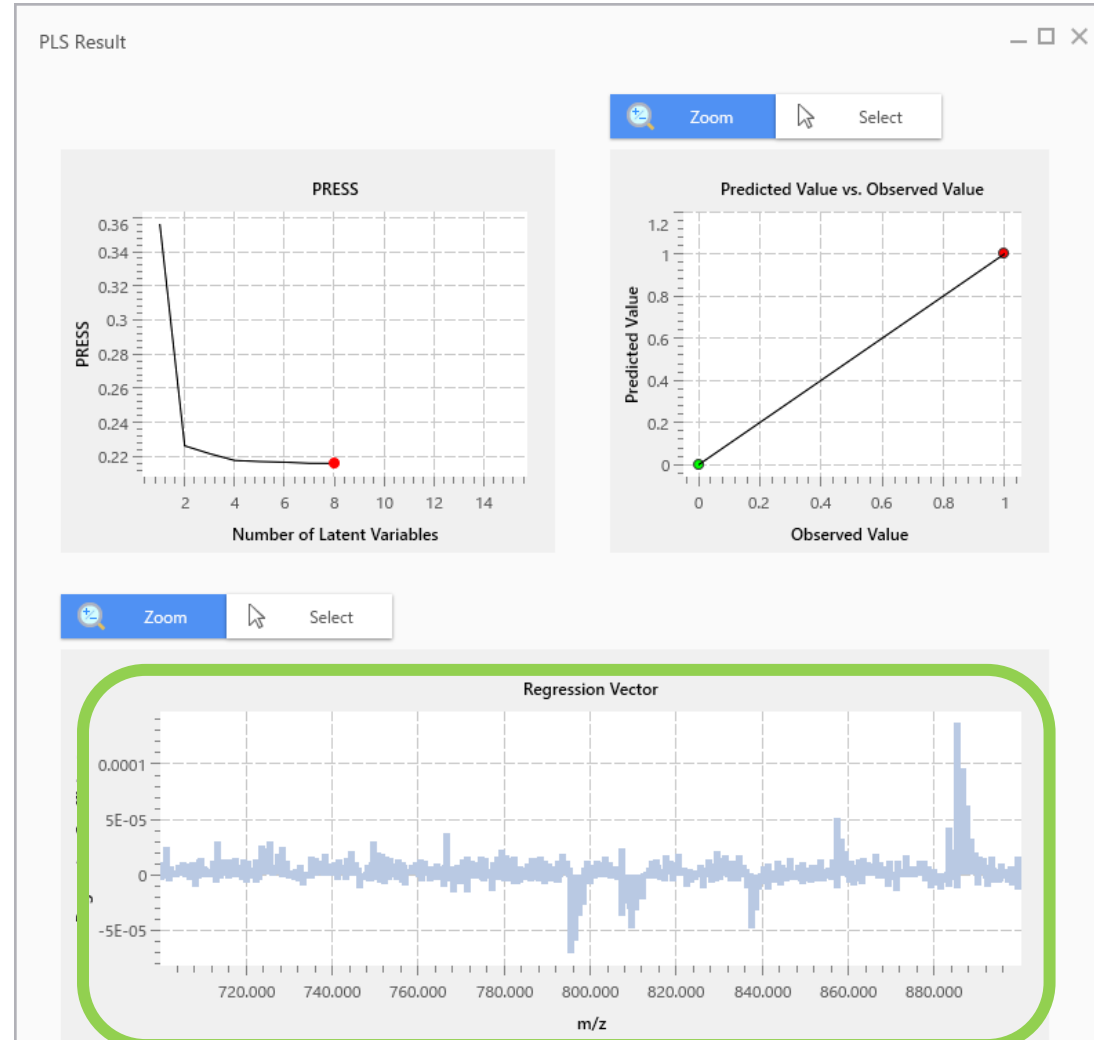 PLS Result
Zoom Select
PRESS
0.36
0.34
0.32
0.3
0.28
0.26
0.24
0.22
PRESS
2 4 6 8 10 12 14
Number of Latent Variables
Predicted Value vs. Observed Value
1.2
1
0.8
0.6
0.4
0.2
0
Predicted Value
0 0.2 0.4 0.6 0.8 1
Observed Value
Zoom Select
Regression Vector
0.0001
5E-05
0
-5E-05
720.000 740.000 760.000 780.000 800.000 820.000 840.000 860.000 880.000
m/z